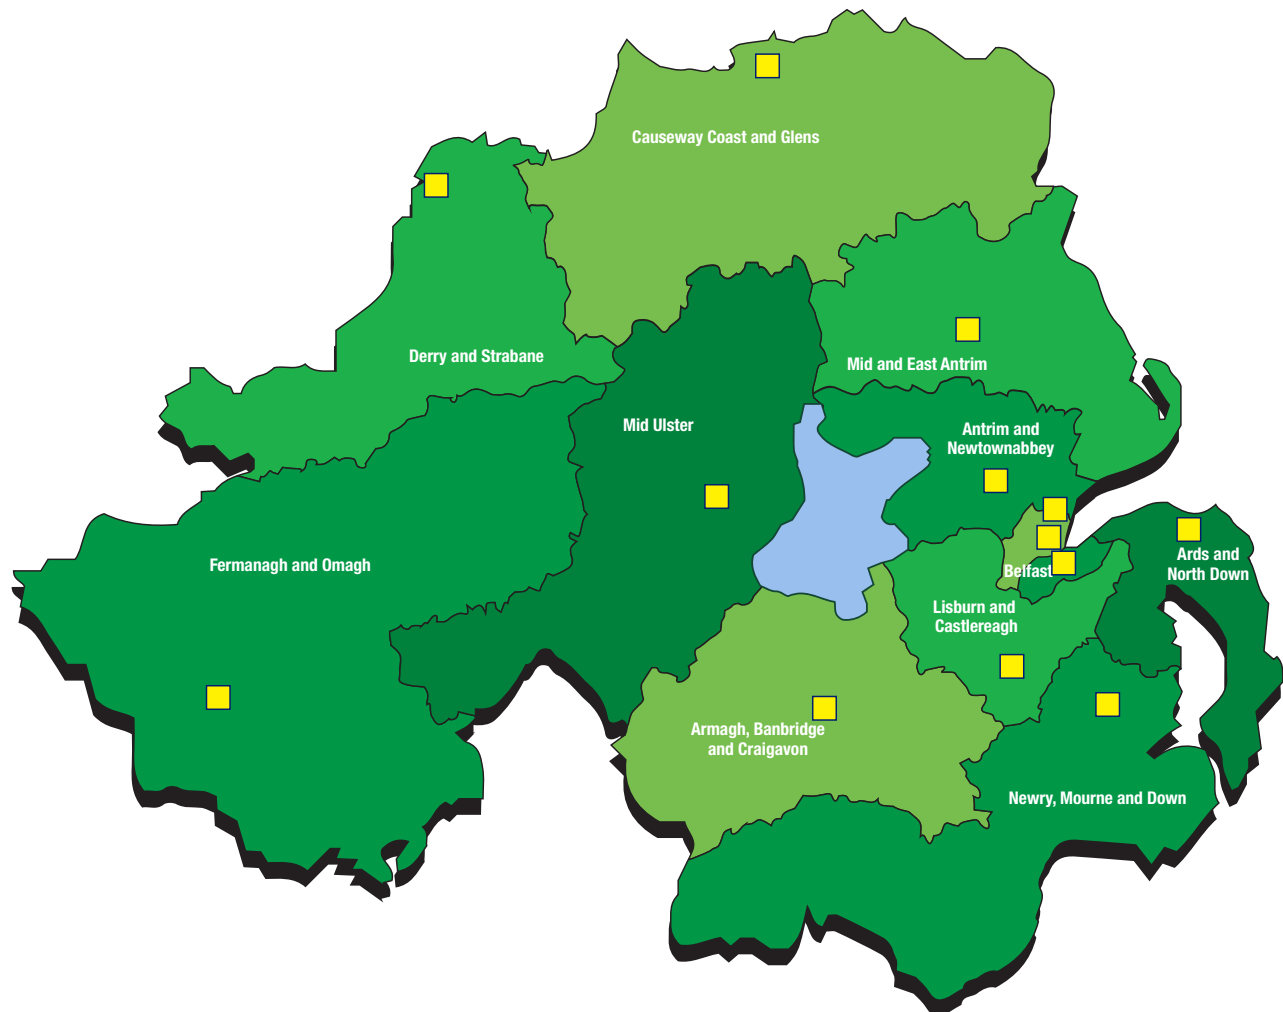 Causeway Coast and Glens
Derry and Strabane
Mid and East Antrim
Mid Ulster
Antrim and
Newtownabbey
Fermanagh and Omagh
Belfast
Ards and
North Down
Lisburn and
Castlereagh
Armagh, Banbridge
and Craigavon
Newry, Mourne and Down